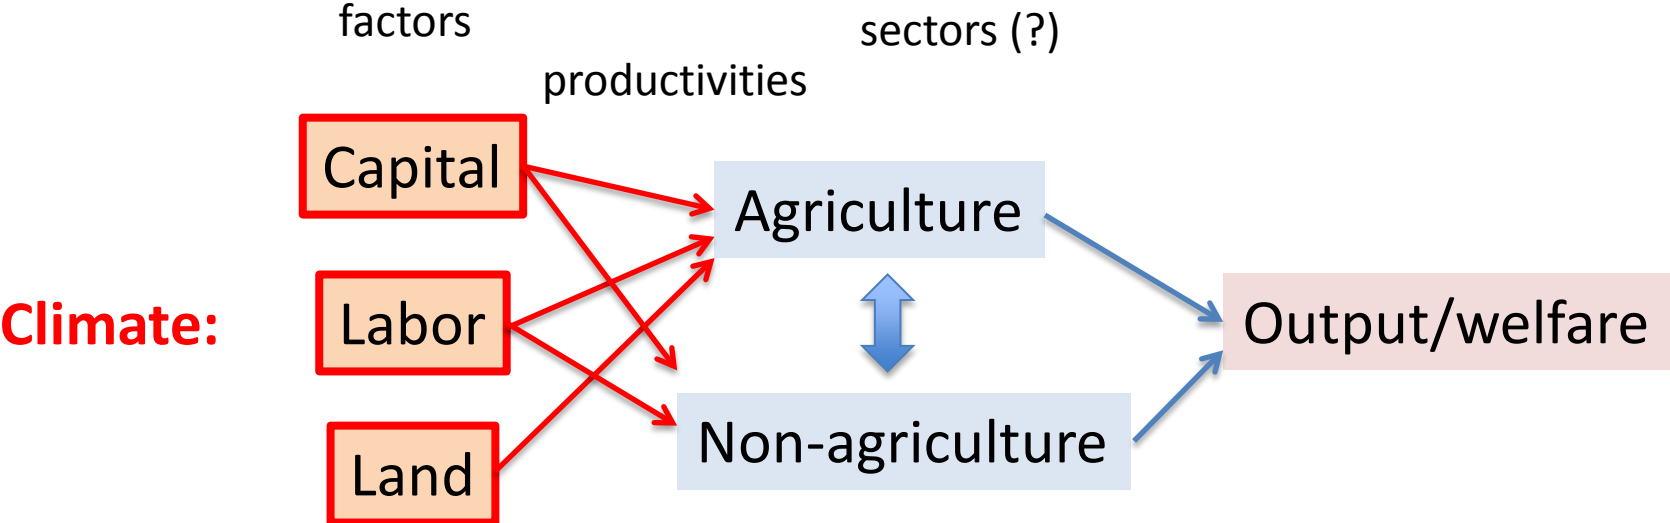 factors
sectors (?)
productivities
Capital
Agriculture
Climate:
Labor
Output/welfare
Non-agriculture
Land